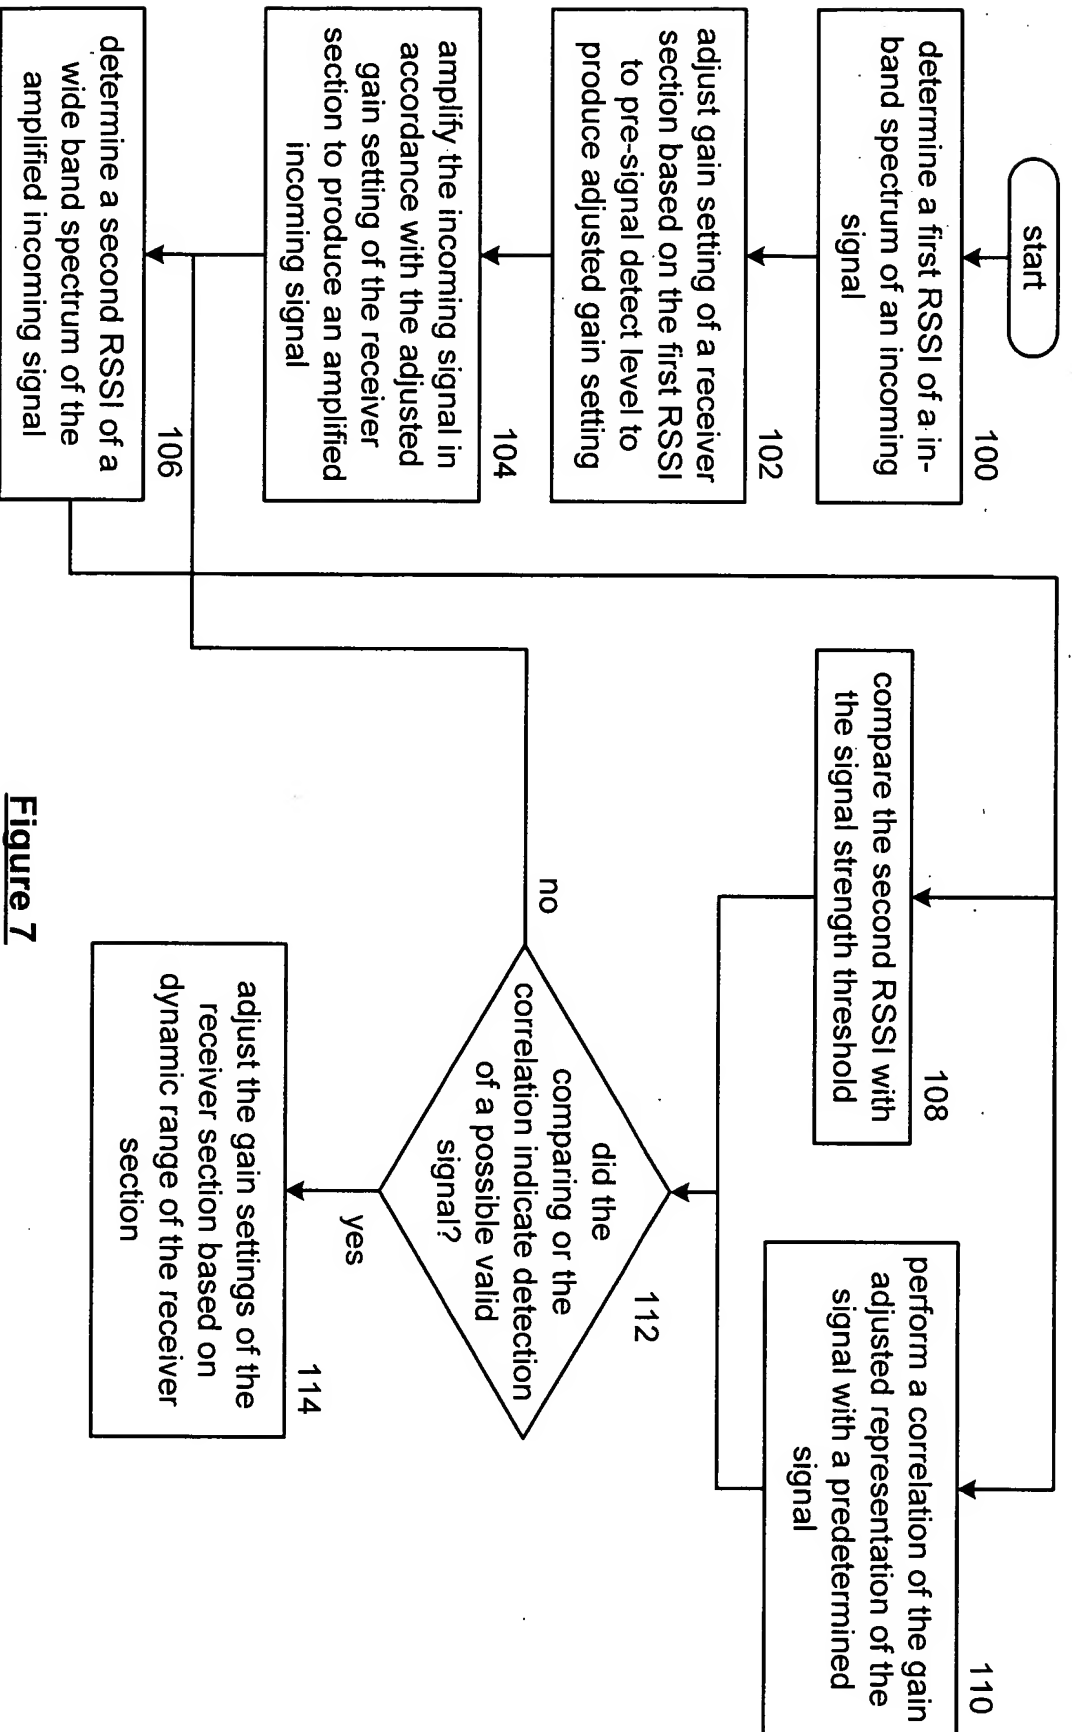 start
100
determine a first RSSI of a in-
band spectrum of an incoming
signal
102
adjust gain setting of a receiver
section based on the first RSSI
to pre-signal detect level to
produce adjusted gain setting
104
amplify the incoming signal in
accordance with the adjusted
gain setting of the receiver
section to produce an amplified
incoming signal
106
determine a second RSSI of a
wide band spectrum of the
amplified incoming signal
108
compare the second RSSI with
the signal strength threshold
110
perform a correlation of the gain
adjusted representation of the
signal with a predetermined
signal
112
did the
comparing or the
correlation indicate detection
of a possible valid
signal?
no
yes
114
adjust the gain settings of the
receiver section based on
dynamic range of the receiver
section
Figure 7